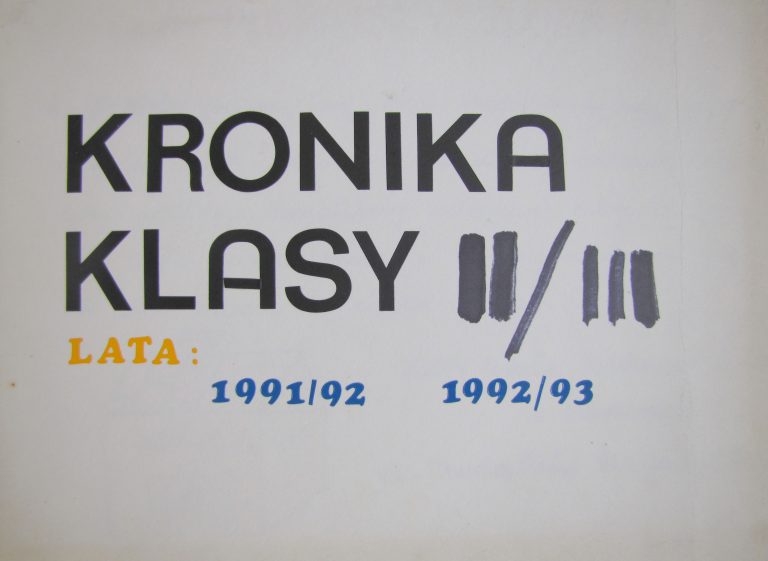 KRONIKA
KLASY II/III
LATA:
1991/92 1992/93